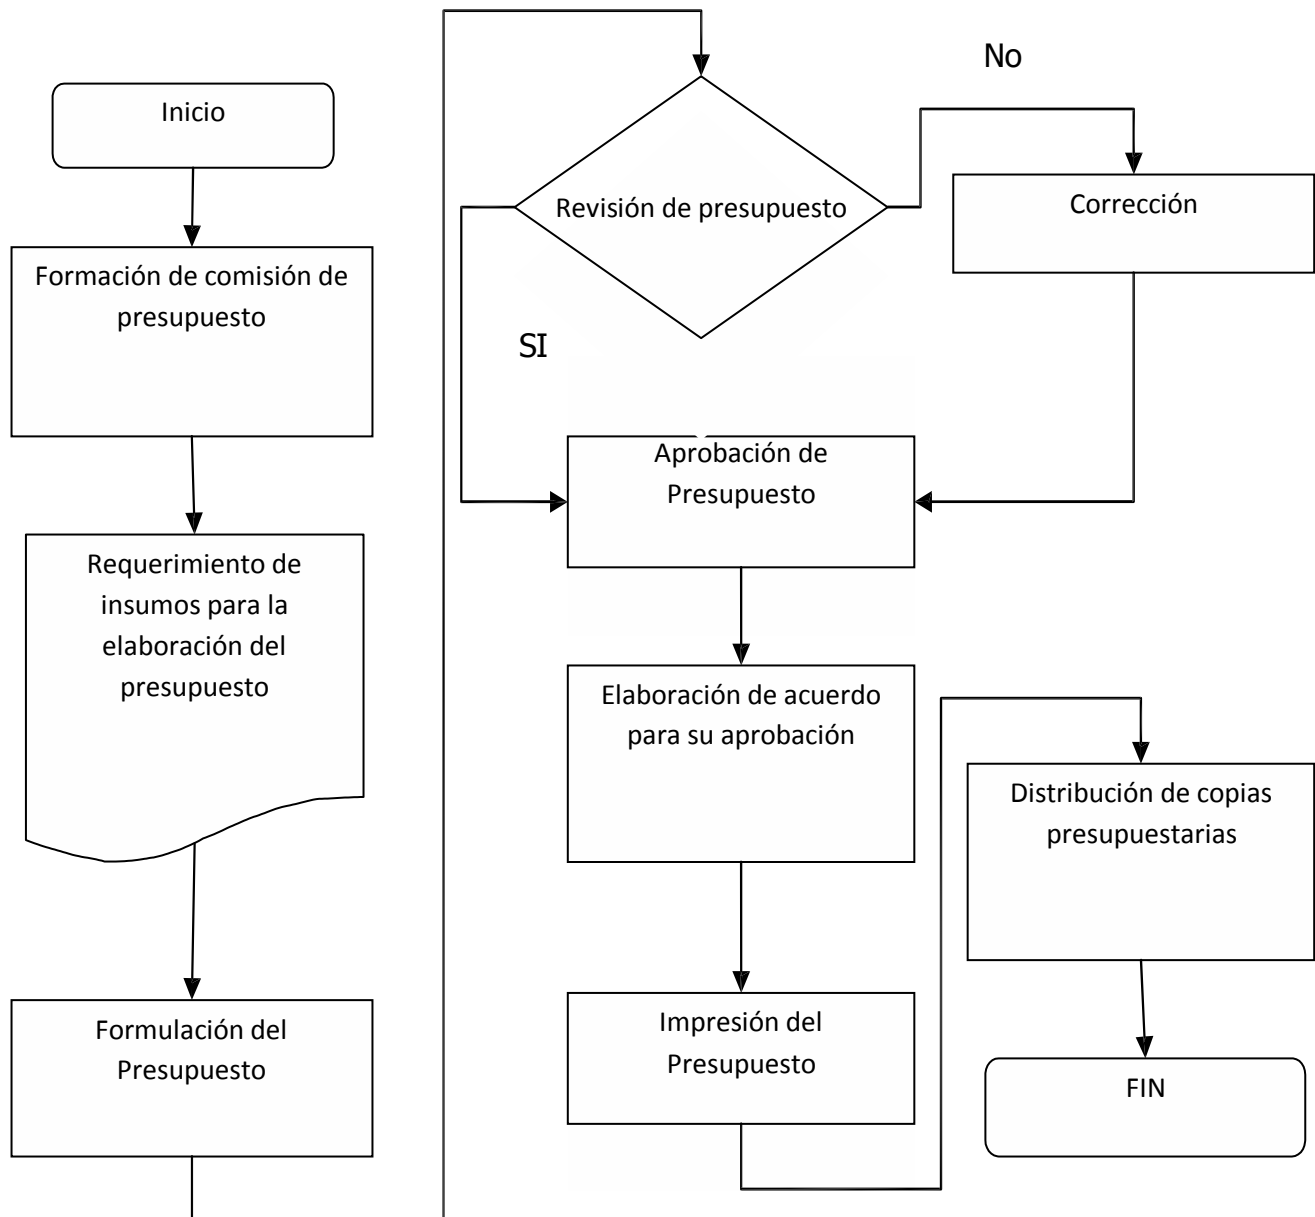 Inicio
Formación de comisión de
presupuesto
Requerimiento de
insumos para la
elaboración del
presupuesto
Formulación del
Presupuesto
Revisión de presupuesto
No
Corrección
SI
Aprobación de
Presupuesto
Elaboración de acuerdo
para su aprobación
Impresión del
Presupuesto
Distribución de copias
presupuestarias
FIN